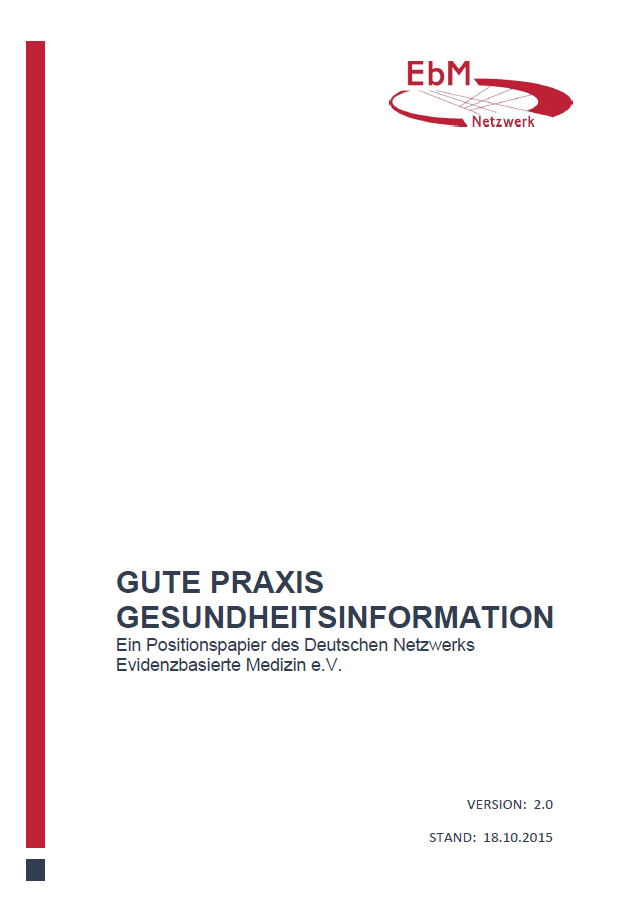 EbM
Netzwerk
GUTE PRAXIS
GESUNDHEITSINFORMATION
Ein Positionspapier des Deutschen Netzwerks
Evidenzbasierte Medizin e.V.
VERSION: 2.0
STAND: 18.10.2015